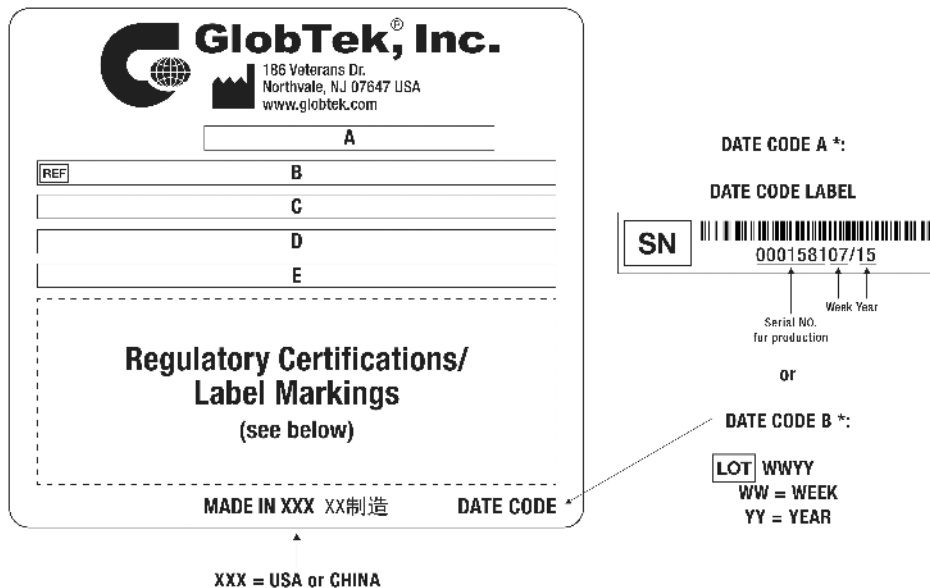 GlobTek,® Inc.
186 Veterans Dr.
Northvale, NJ 07647 USA
www.globtek.com
A
REF B
C
D
E
Regulatory Certifications/
Label Markings
(see below)
MADE IN XXX XX制造 DATE CODE
XXX = USA or CHINA
DATE CODE A *:
DATE CODE LABEL
SN
000158107/15
Week Year
Serial NO.
for production
or
DATE CODE B *:
LOT WWYY
WW = WEEK
YY = YEAR